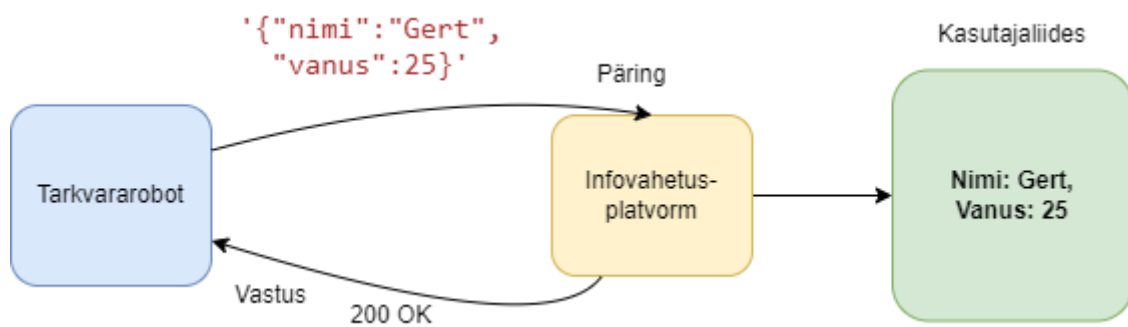 '{"nimi":"Gert",
"vanus":25}'
Päring
Kasutajaliides
Tarkvararobot
Infovahetus-
platvorm
Nimi: Gert,
Vanus: 25
Vastus
200 OK